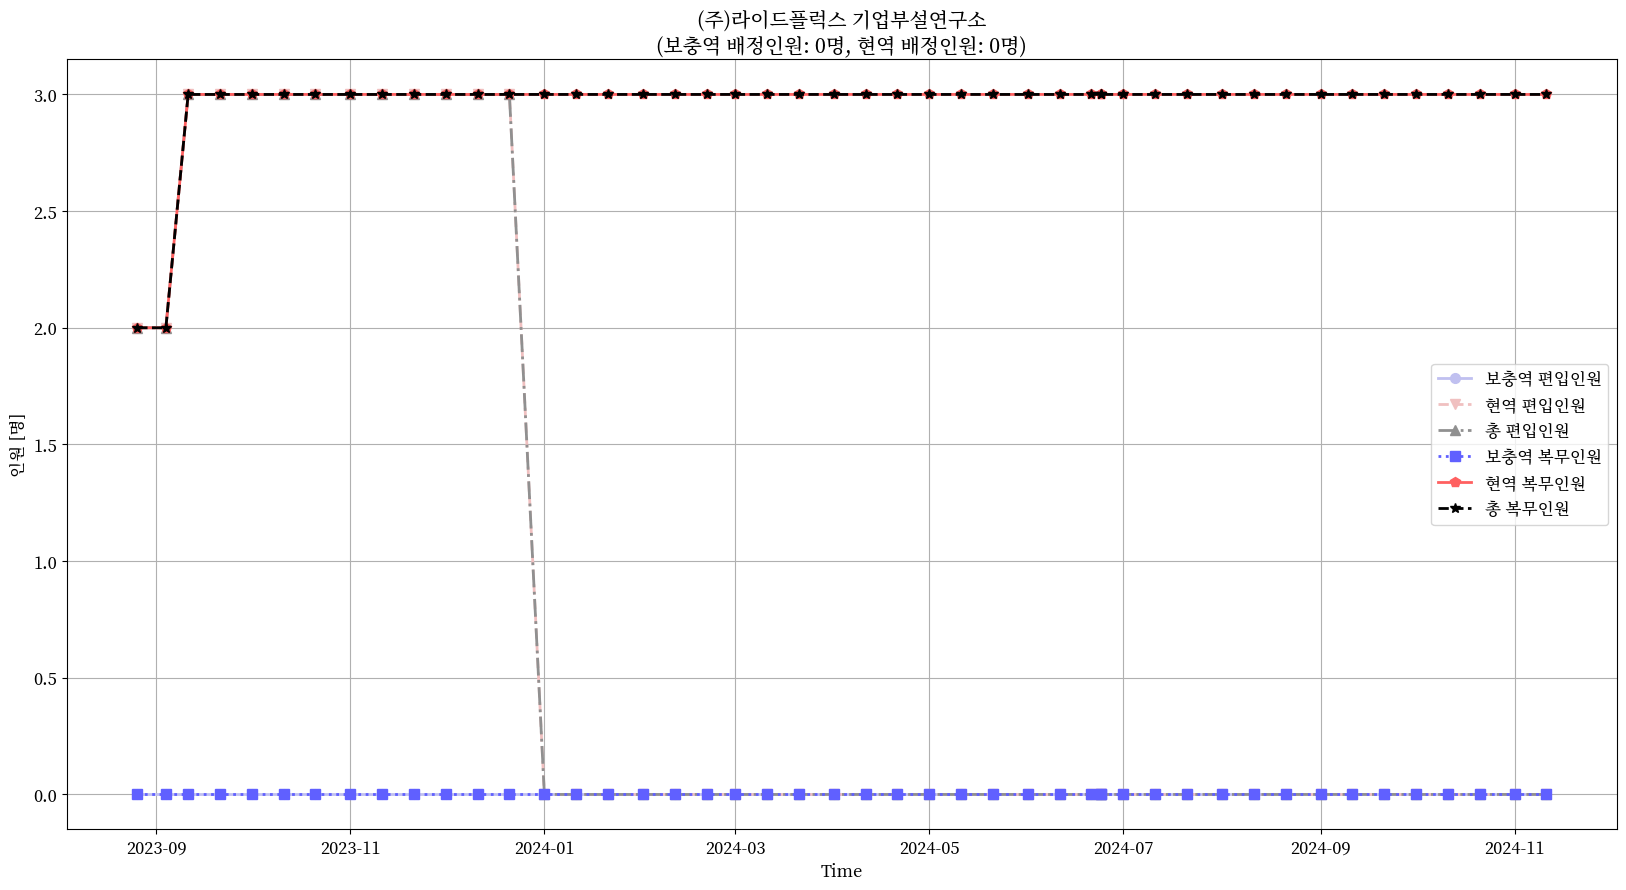 (주)라이드플럭스 기업부설연구소
(보충역 배정인원: 0명, 현역 배정인원: 0명)
3.0
2.5
2.0
1.5
1.0
0.5
0.0
인원 [명]
보충역 편입인원
현역 편입인원
총 편입인원
보충역 복무인원
현역 복무인원
총 복무인원
2023-09
2023-11
2024-01
2024-03
2024-05
2024-07
2024-09
2024-11
Time